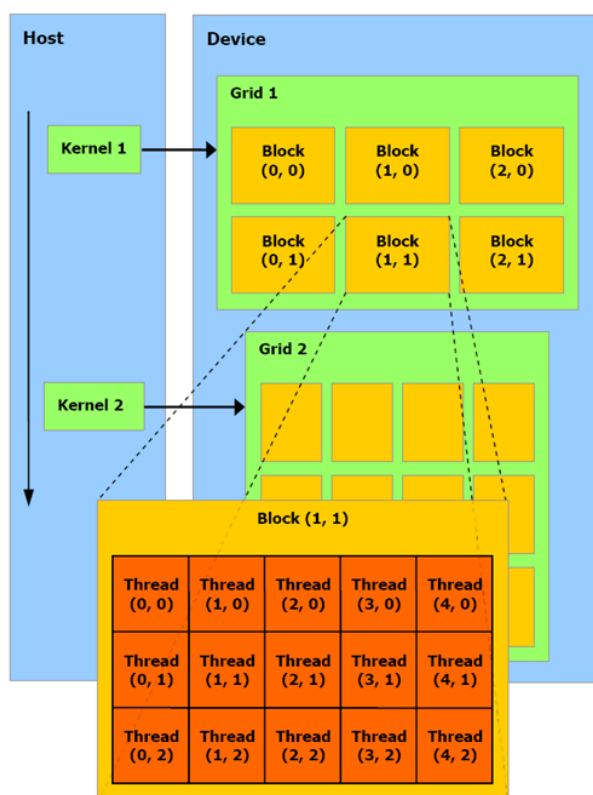 Host
Device
Grid 1
Kernel 1
Block
(0, 0)
Block
(1, 0)
Block
(2, 0)
Block
(0, 1)
Block
(1, 1)
Block
(2, 1)
Grid 2
Kernel 2
Block (1, 1)
Thread
(0, 0)
Thread
(1, 0)
Thread
(2, 0)
Thread
(3, 0)
Thread
(4, 0)
Thread
(0, 1)
Thread
(1, 1)
Thread
(2, 1)
Thread
(3, 1)
Thread
(4, 1)
Thread
(0, 2)
Thread
(1, 2)
Thread
(2, 2)
Thread
(3, 2)
Thread
(4, 2)